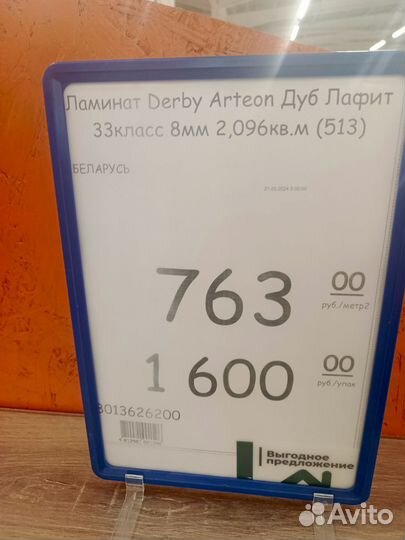 Ламинат Derby Arteon Дуб Лафит
33класс 8мм 2,096кв.м (513)
БЕЛАРУСЬ
763 00
руб./метр2
1 600 00
руб./упак
3013626200
Выгодное
предложение
Avito